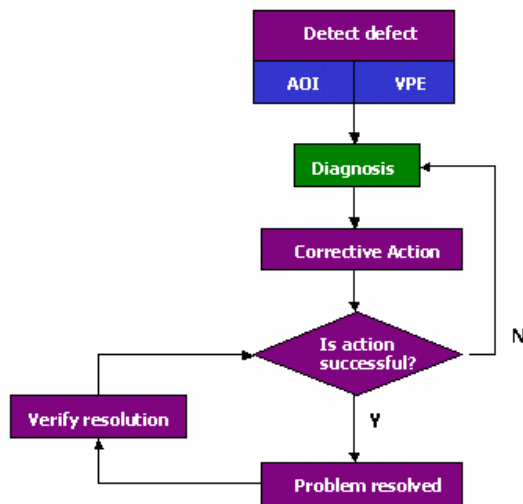 Detect defect
AOI
VPE
Diagnosis
Corrective Action
N
Is action
successful?
Y
Verify resolution
Problem resolved